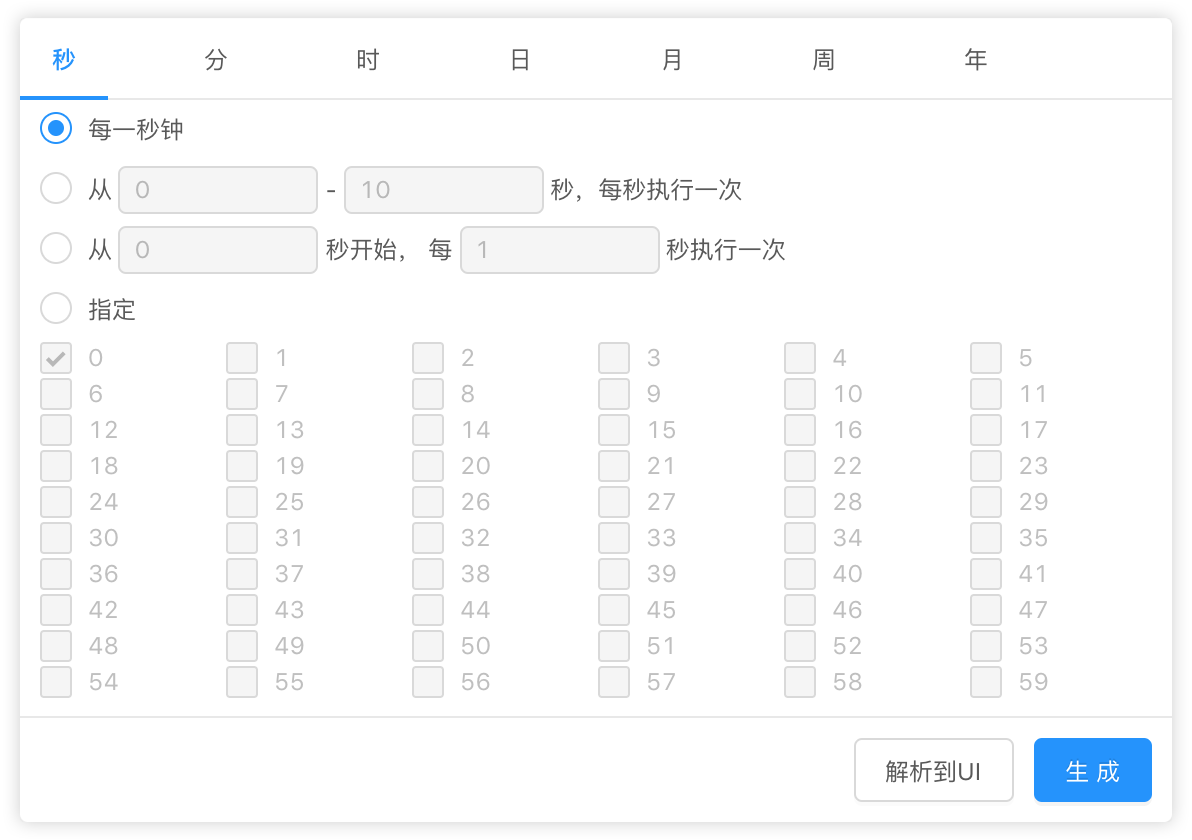 秒 分 时 日 月 周 年
每一秒钟
从 0 - 10 秒，每秒执行一次
从 0 秒开始， 每 1 秒执行一次
指定
0 1 2 3 4 5
6 7 8 9 10 11
12 13 14 15 16 17
18 19 20 21 22 23
24 25 26 27 28 29
30 31 32 33 34 35
36 37 38 39 40 41
42 43 44 45 46 47
48 49 50 51 52 53
54 55 56 57 58 59
解析到UI 生 成